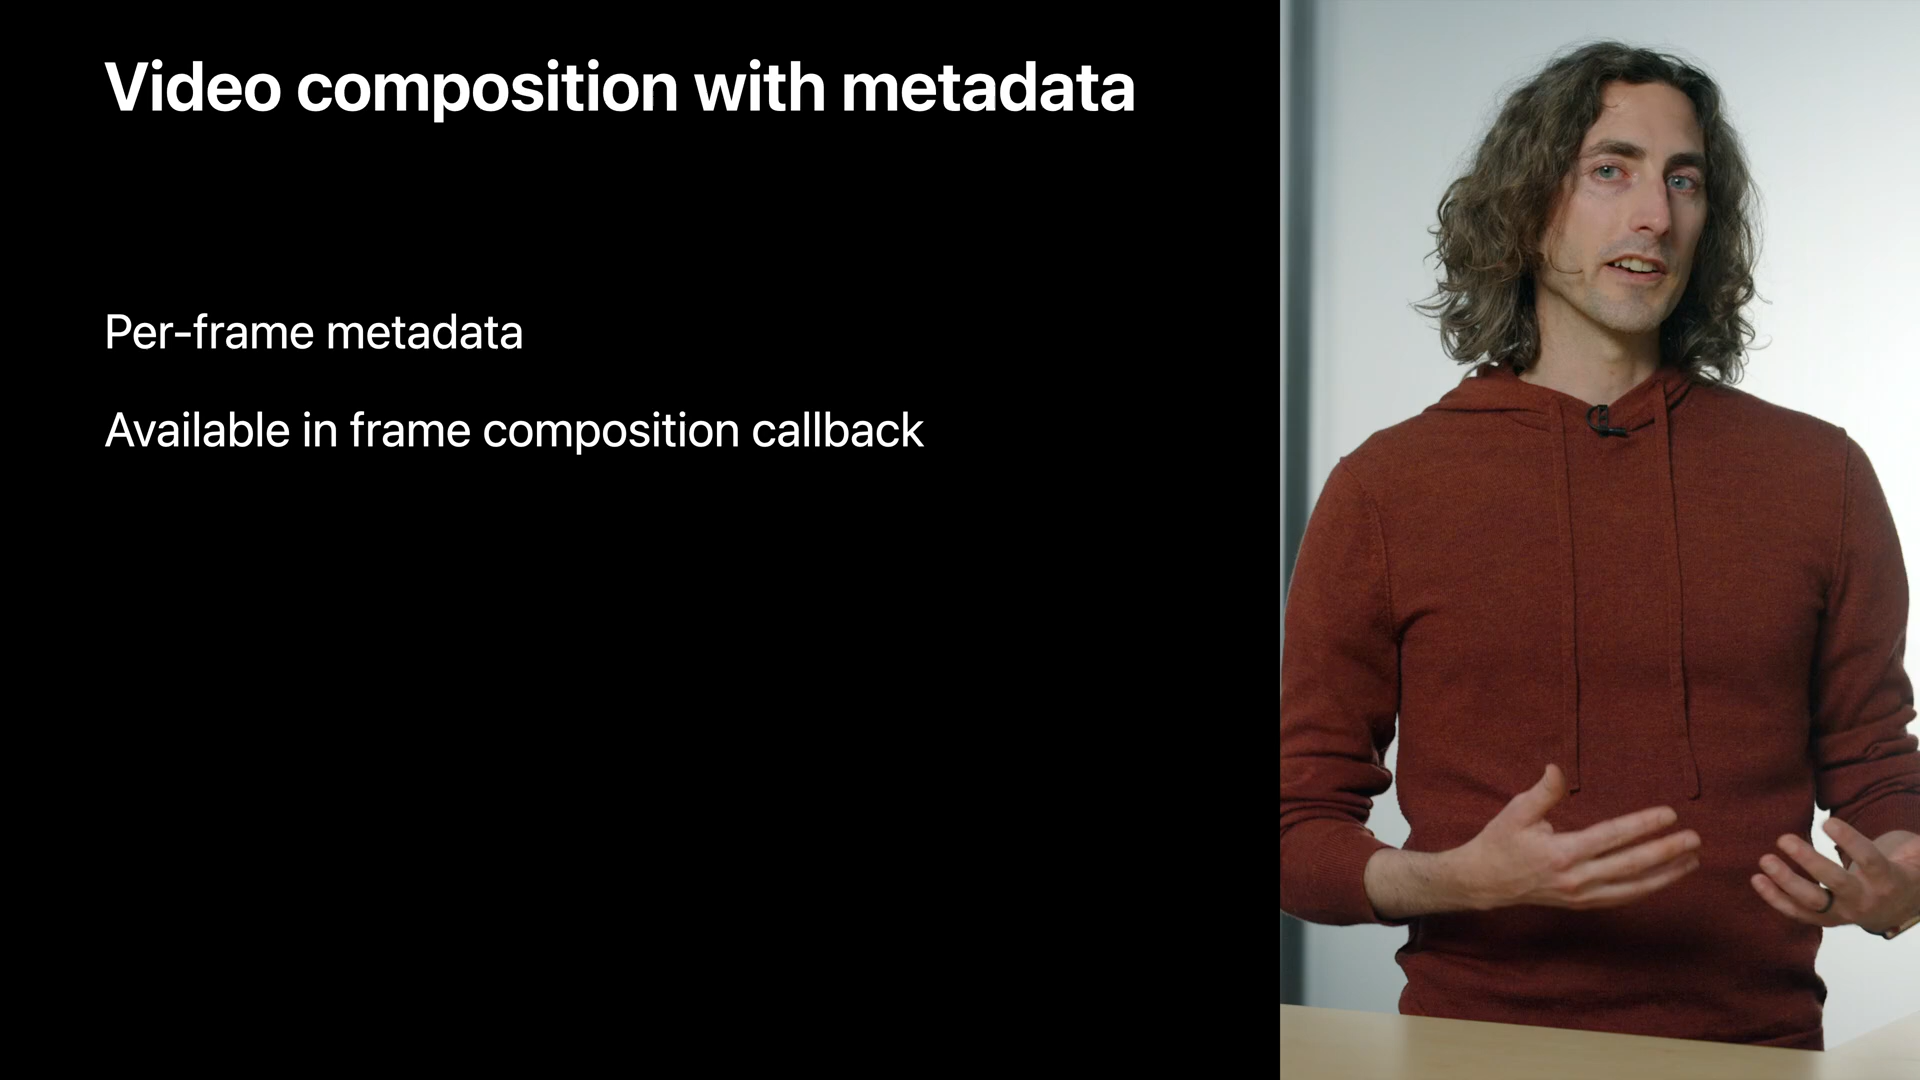 Video composition with metadata
Per-frame metadata
Available in frame composition callback